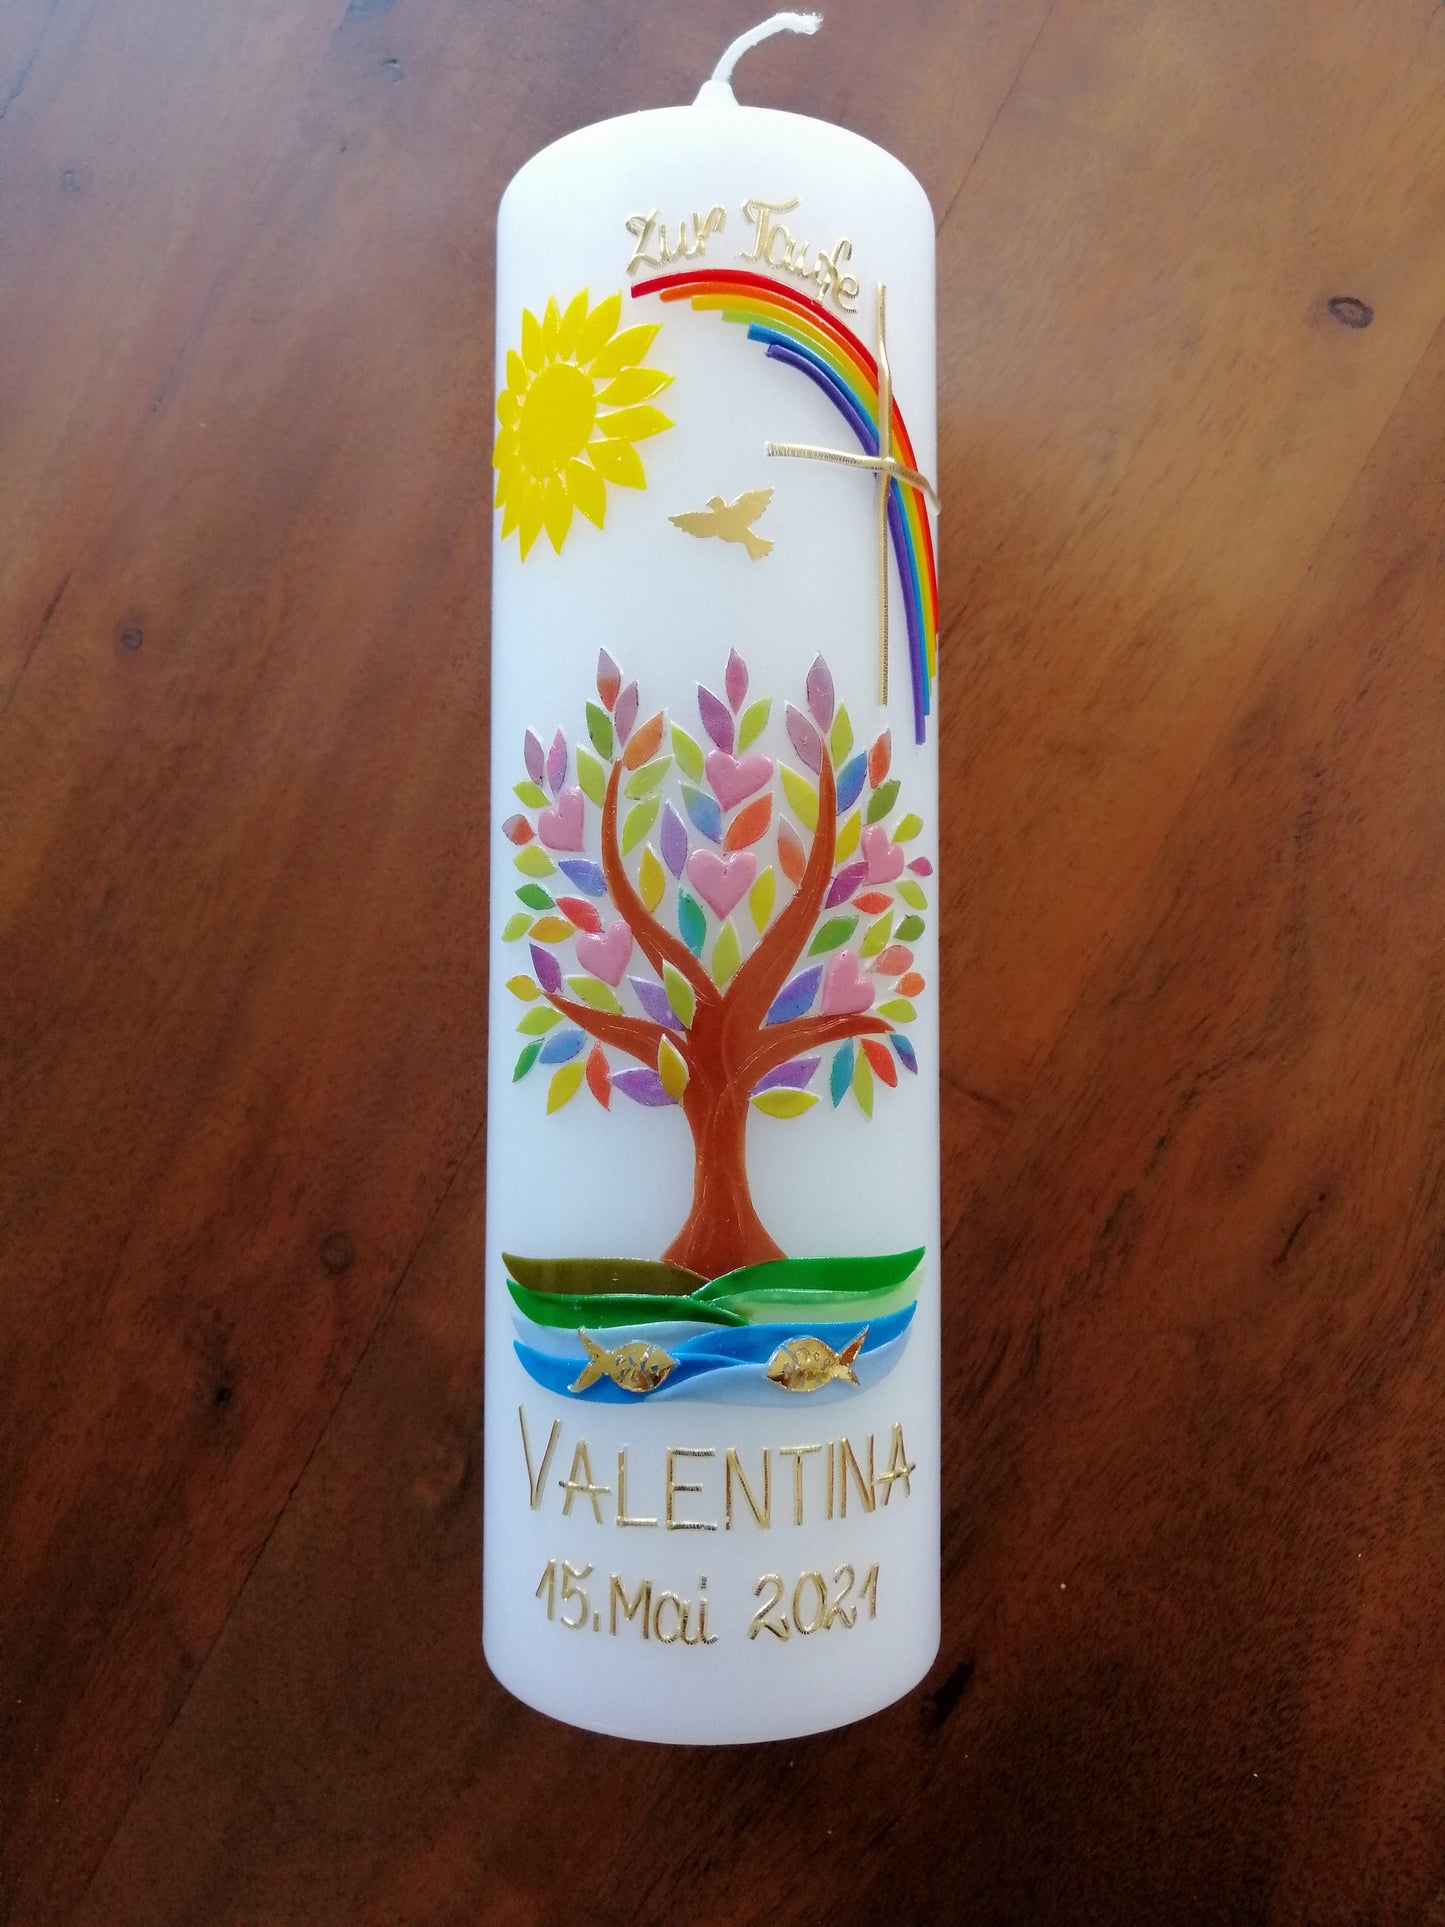 zur Taufe
VALENTINA
15. Mai 2021